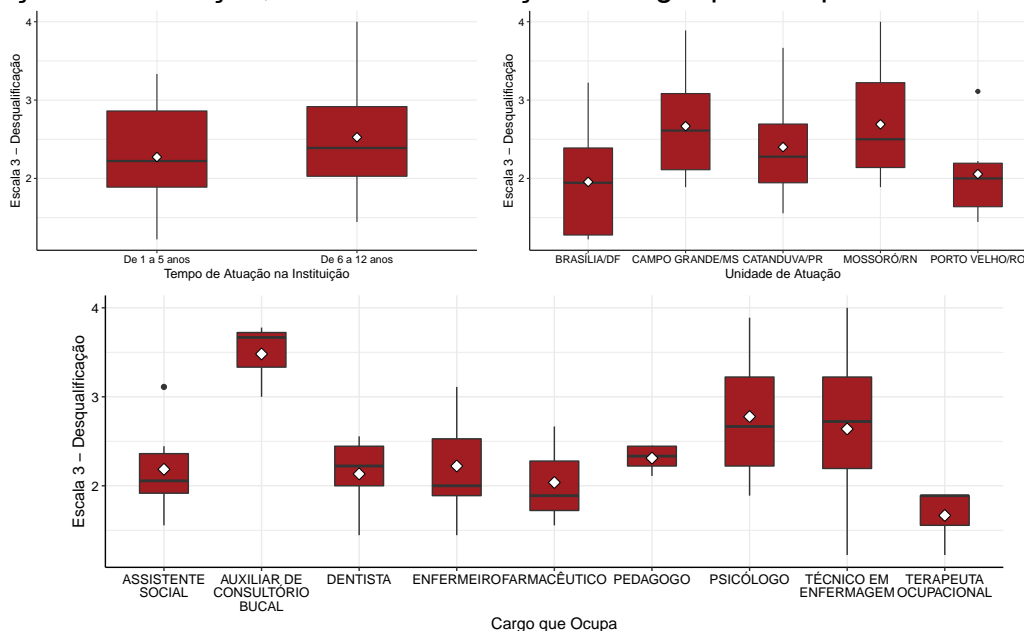 4
3
2
Escala 3 – Desqualificação
De 1 a 5 anos
De 6 a 12 anos
Tempo de Atuação na Instituição
4
3
2
Escala 3 – Desqualificação
BRASÍLIA/DF
CAMPO GRANDE/MS
CATANDUVA/PR
MOSSORÓ/RN
PORTO VELHO/RO
Unidade de Atuação
4
3
2
Escala 3 – Desqualificação
ASSISTENTE
SOCIAL
AUXILIAR DE
CONSULTÓRIO
BUCAL
DENTISTA
ENFERMEIRO
FARMACÊUTICO
PEDAGOGO
PSICÓLOGO
TÉCNICO EM
ENFERMAGEM
TERAPEUTA
OCUPACIONAL
Cargo que Ocupa